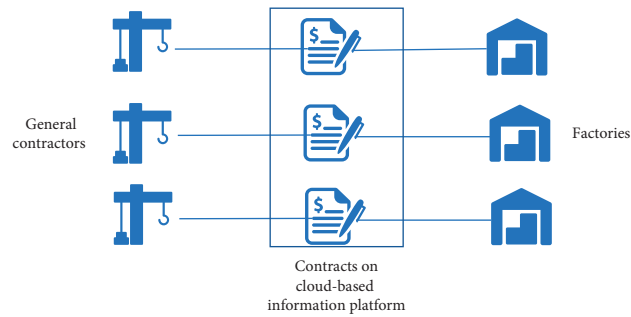 $
$
$
General
contractors
Factories
Contracts on
cloud-based
information platform